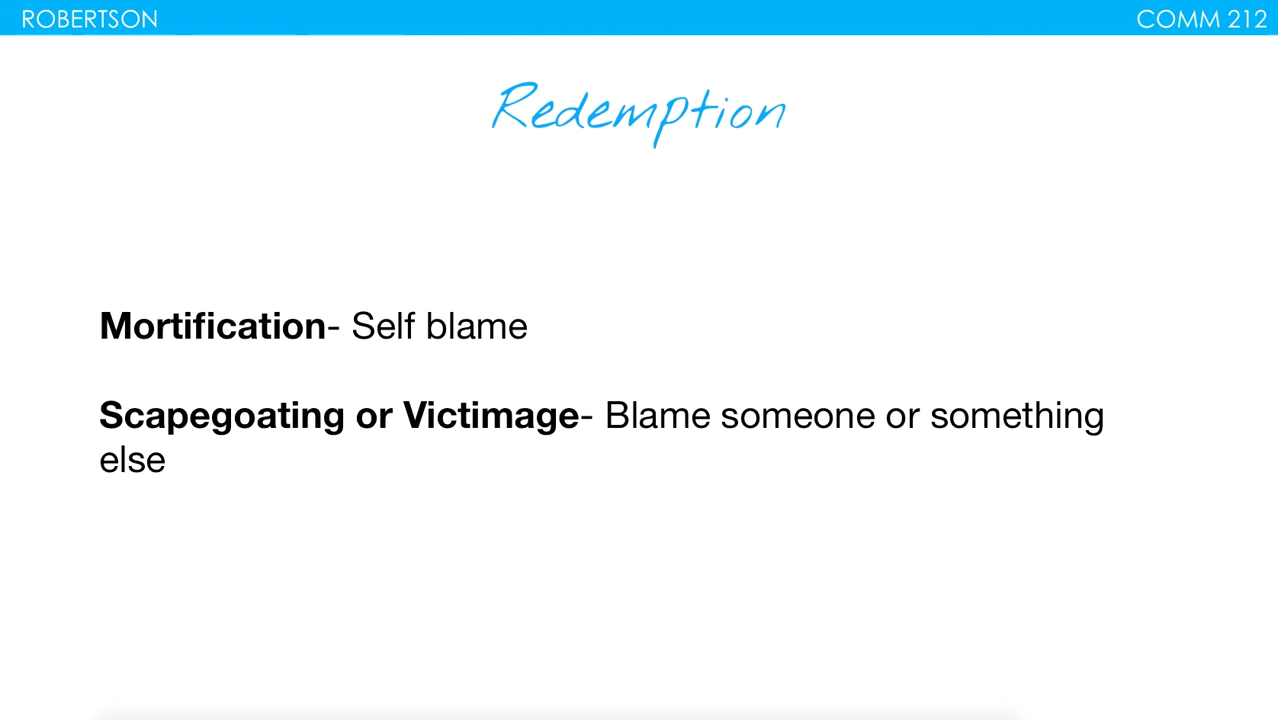 ROBERTSON
COMM 212
Redemption
Mortification- Self blame
Scapegoating or Victimage- Blame someone or something
else